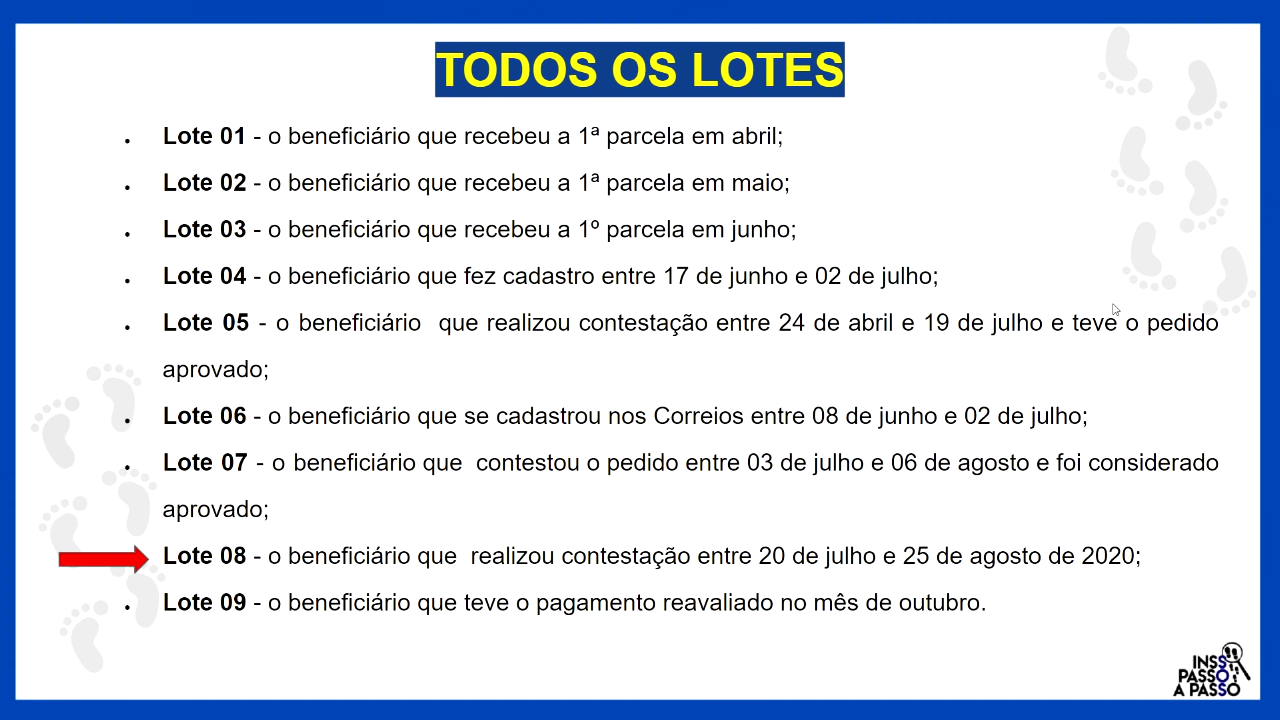 TODOS OS LOTES
Lote 01 - o beneficiário que recebeu a 1ª parcela em abril;
Lote 02 - o beneficiário que recebeu a 1ª parcela em maio;
Lote 03 - o beneficiário que recebeu a 1º parcela em junho;
Lote 04 - o beneficiário que fez cadastro entre 17 de junho e 02 de julho;
Lote 05 - o beneficiário que realizou contestação entre 24 de abril e 19 de julho e teve o pedido
aprovado;
Lote 06 - o beneficiário que se cadastrou nos Correios entre 08 de junho e 02 de julho;
Lote 07 - o beneficiário que contestou o pedido entre 03 de julho e 06 de agosto e foi considerado
aprovado;
Lote 08 - o beneficiário que realizou contestação entre 20 de julho e 25 de agosto de 2020;
Lote 09 - o beneficiário que teve o pagamento reavaliado no mês de outubro.
INSS
PASSO
A PASSO